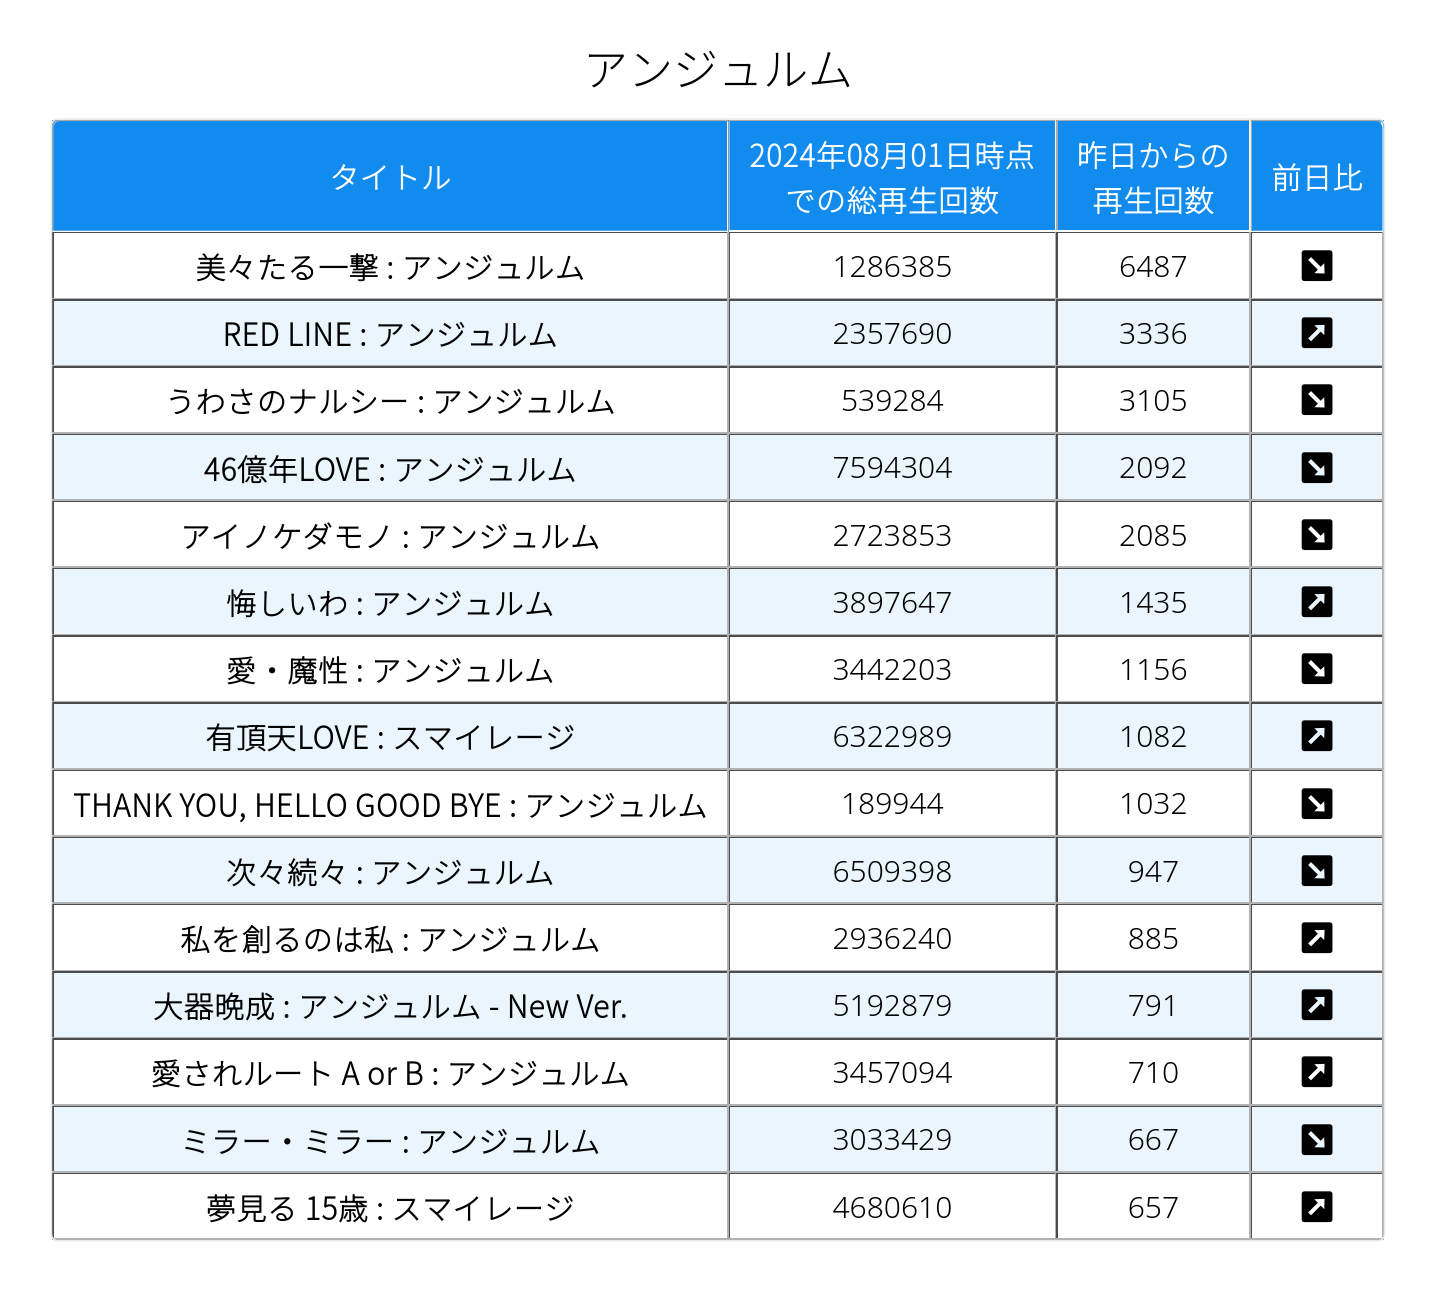 アンジュルム
タイトル 2024年08月01日時点での総再生回数 昨日からの再生回数 前日比
美々たる一撃 : アンジュルム 1286385 6487 ↘
RED LINE : アンジュルム 2357690 3336 ↗
うわさのナルシー : アンジュルム 539284 3105 ↘
46億年LOVE : アンジュルム 7594304 2092 ↘
アイノケダモノ : アンジュルム 2723853 2085 ↘
悔しいわ : アンジュルム 3897647 1435 ↗
愛・魔性 : アンジュルム 3442203 1156 ↘
有頂天LOVE : スマイレージ 6322989 1082 ↗
THANK YOU, HELLO GOOD BYE : アンジュルム 189944 1032 ↘
次々続々 : アンジュルム 6509398 947 ↘
私を創るのは私 : アンジュルム 2936240 885 ↗
大器晩成 : アンジュルム - New Ver. 5192879 791 ↗
愛されルート A or B : アンジュルム 3457094 710 ↗
ミラー・ミラー : アンジュルム 3033429 667 ↘
夢見る 15歳 : スマイレージ 4680610 657 ↗